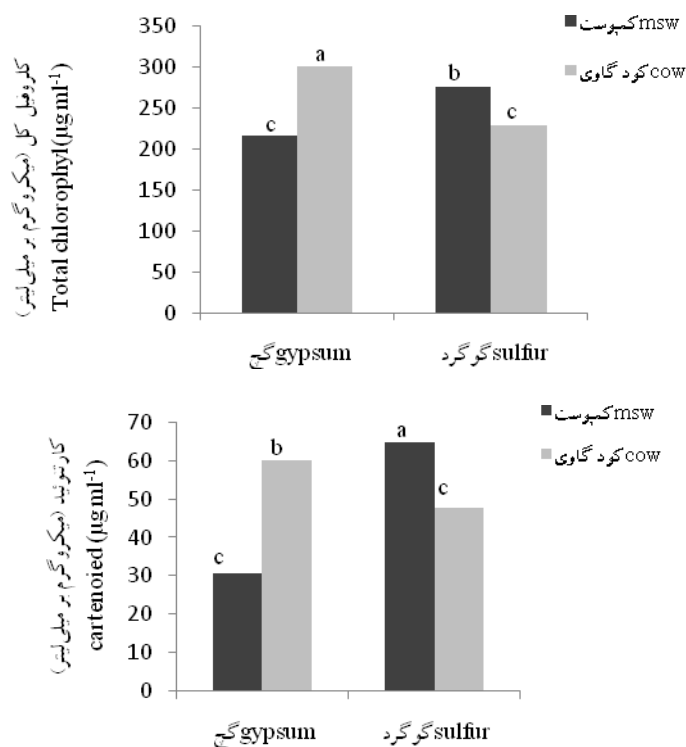 کمپوست msw
کود گاوی cow
کلروفیل کل (میکروگرم بر میلی‌لیتر)
Total chlorophyl (µg ml-1)
350
300
250
200
150
100
50
0
c
a
b
c
گچ gypsum
گوگرد sulfur
کمپوست msw
کود گاوی cow
کارتنوئید (میکروگرم بر میلی‌لیتر)
cartenoied (µg ml-1)
70
60
50
40
30
20
10
0
c
b
a
c
گچ gypsum
گوگرد sulfur